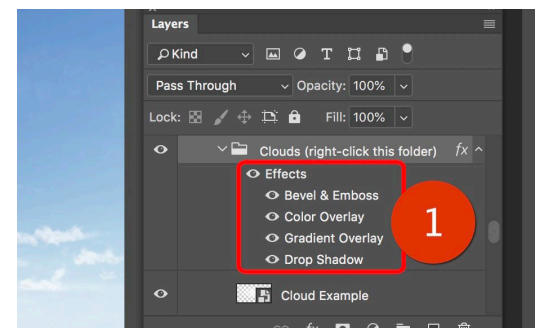 Layers
Kind
Pass Through Opacity: 100%
Lock: Fill: 100%
Clouds (right-click this folder) fx
Effects
Bevel & Emboss
Color Overlay
Gradient Overlay
Drop Shadow
1
Cloud Example
fx